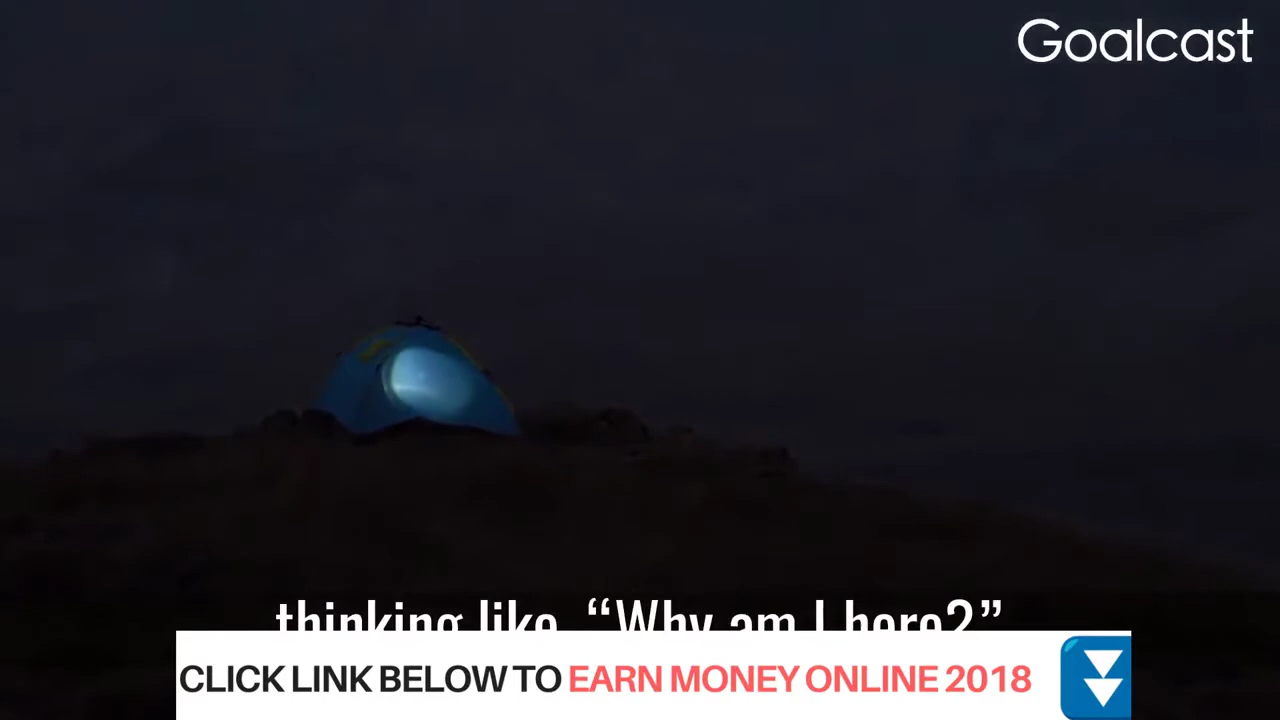 Goalcast
thinking like, “Why am I here?”
CLICK LINK BELOW TO EARN MONEY ONLINE 2018